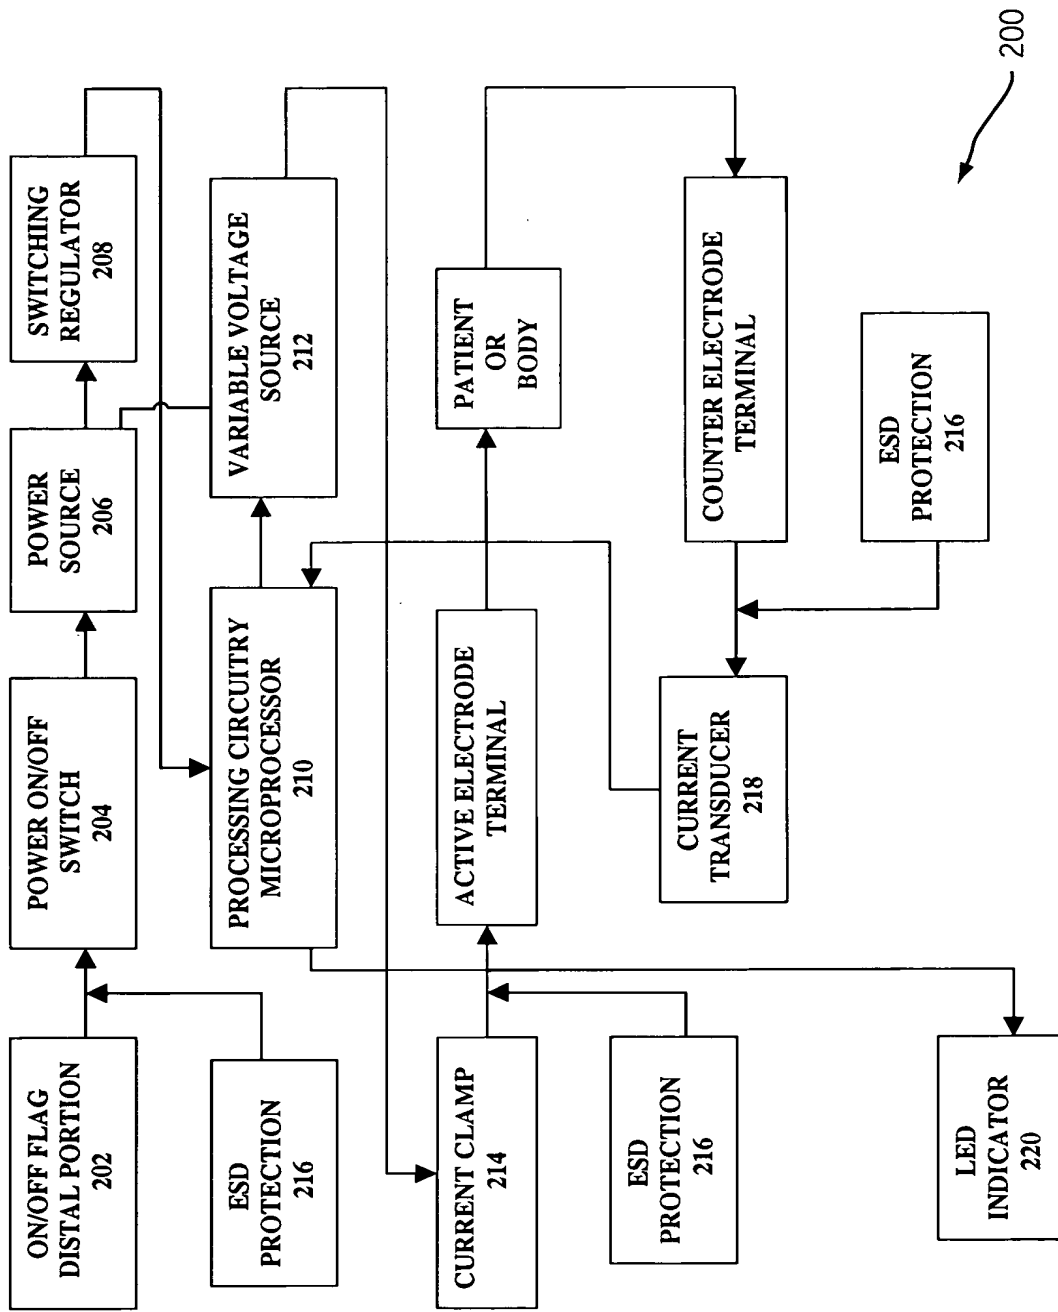 ON/OFF FLAG
DISTAL PORTION
202
POWER ON/OFF
SWITCH
204
POWER
SOURCE
206
SWITCHING
REGULATOR
208
ESD
PROTECTION
216
PROCESSING CIRCUITRY
MICROPROCESSOR
210
VARIABLE VOLTAGE
SOURCE
212
CURRENT CLAMP
214
ACTIVE ELECTRODE
TERMINAL
PATIENT
OR
BODY
ESD
PROTECTION
216
CURRENT
TRANSDUCER
218
COUNTER ELECTRODE
TERMINAL
ESD
PROTECTION
216
LED
INDICATOR
220
200